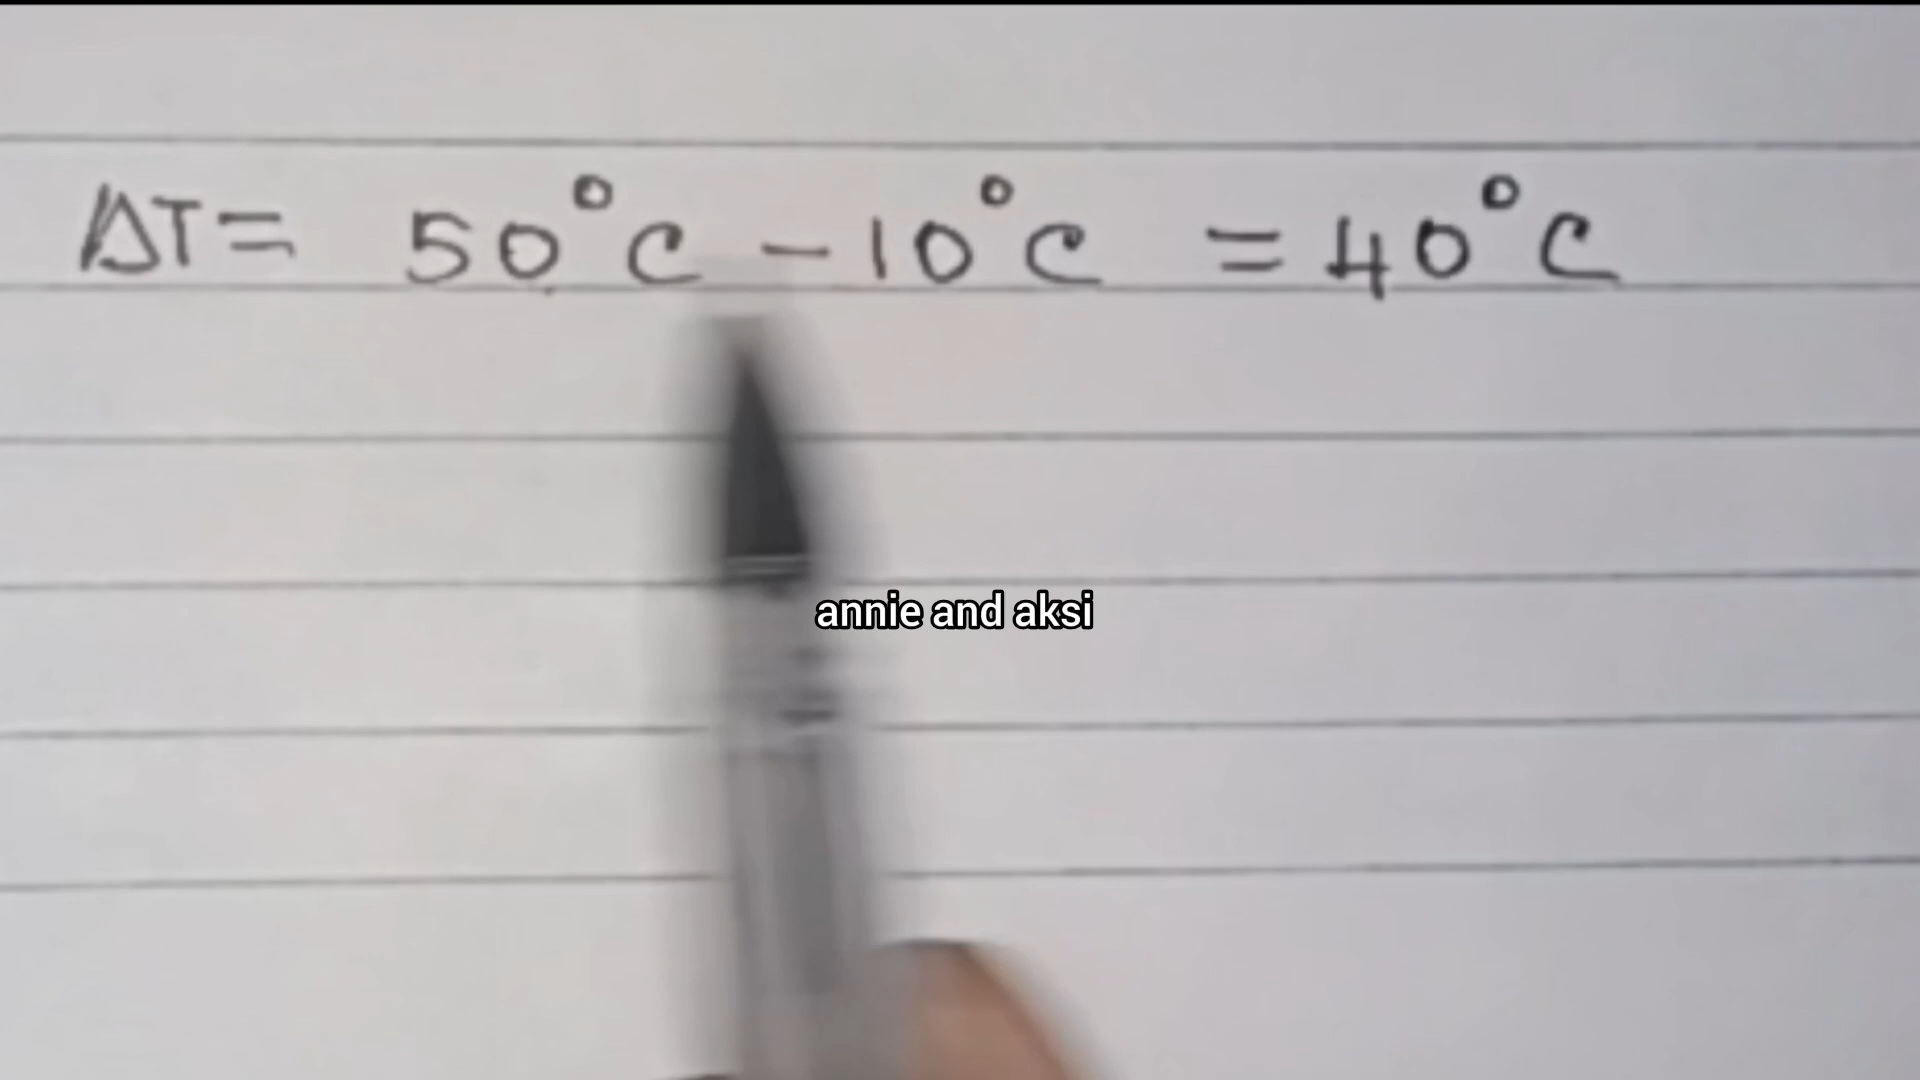 ΔT= 50°C -10°C = 40°C
annie and aksi